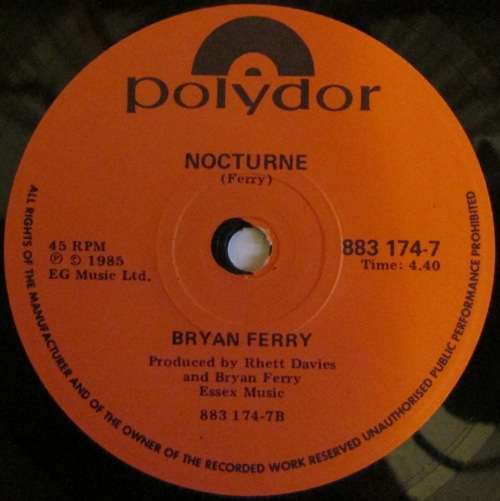 polydor
NOCTURNE
(Ferry)
45 RPM
℗ © 1985
EG Music Ltd.
883 174-7
Time: 4.40
BRYAN FERRY
Produced by Rhett Davies
and Bryan Ferry
Essex Music
883 174-7B
ALL RIGHTS OF THE MANUFACTURER AND OF THE OWNER OF THE RECORDED WORK RESERVED UNAUTHORISED PUBLIC PERFORMANCE PROHIBITED